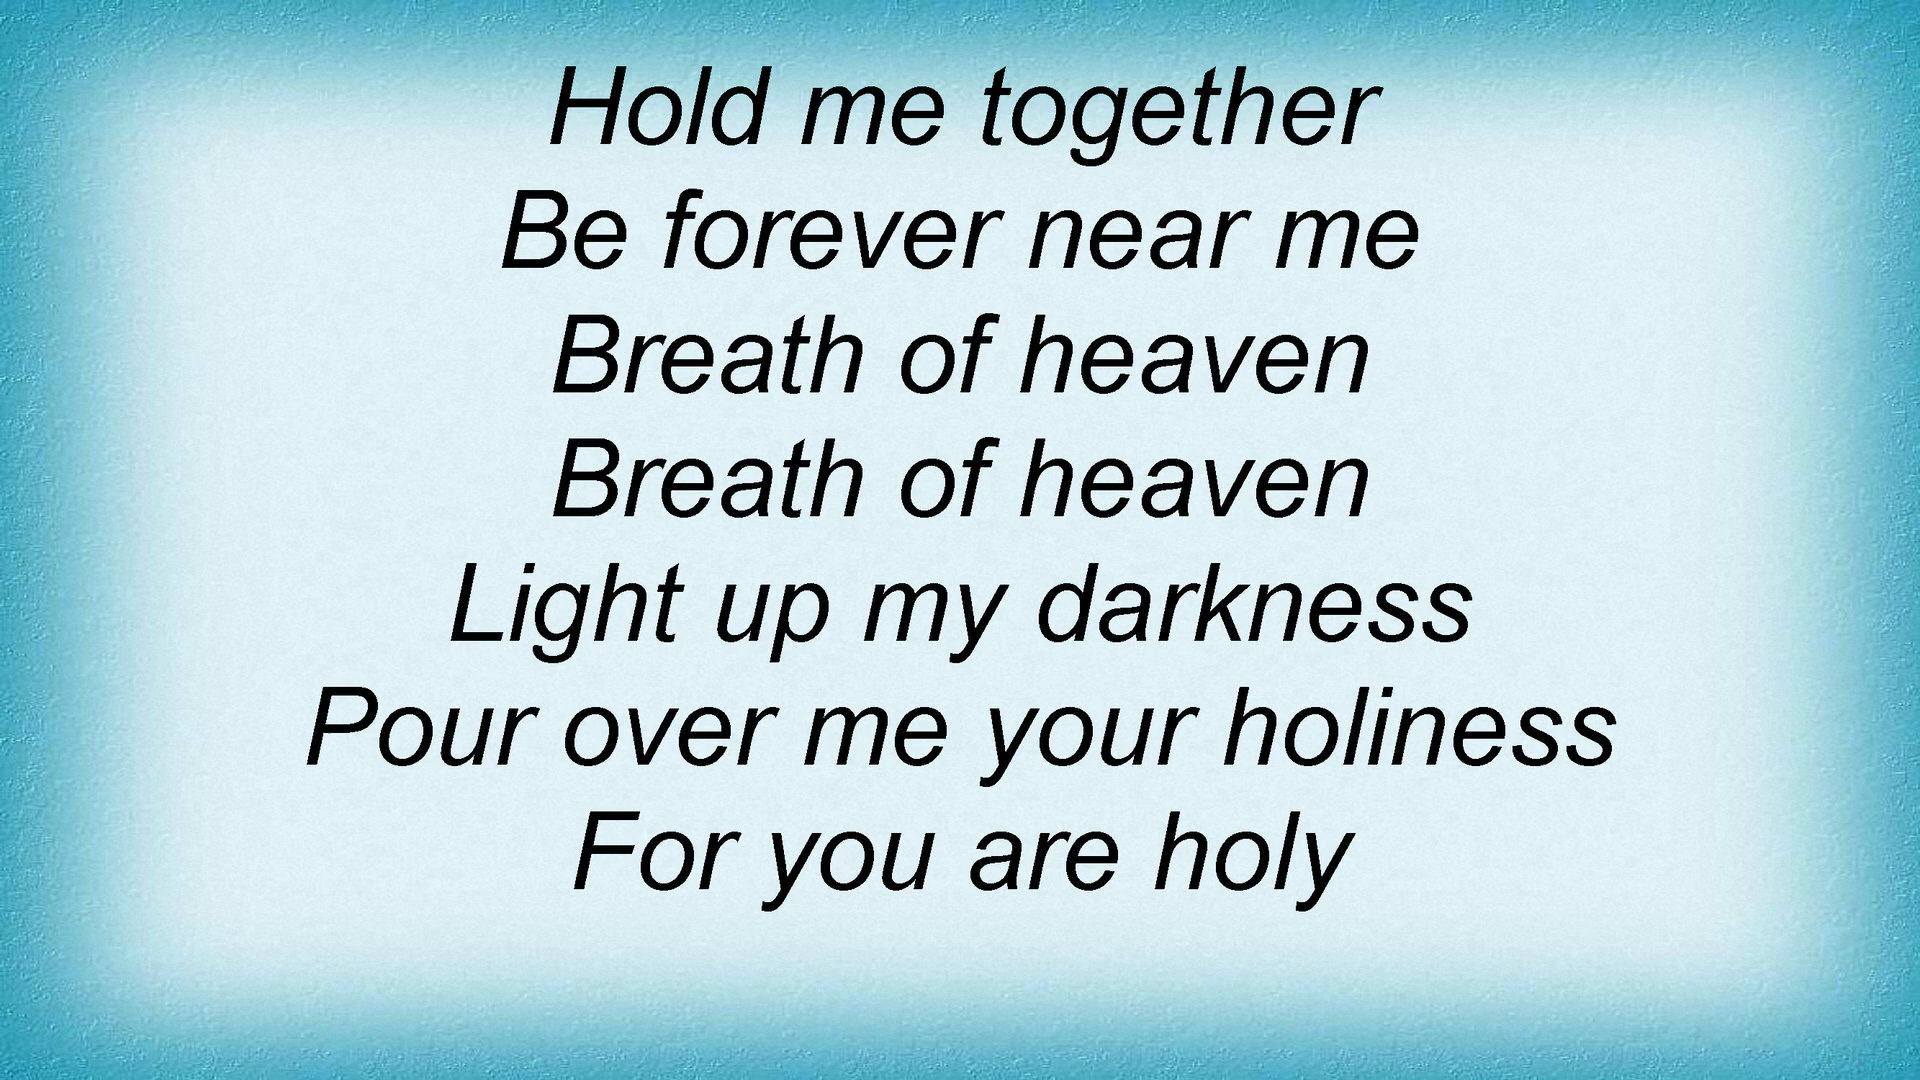 Hold me together
Be forever near me
Breath of heaven
Breath of heaven
Light up my darkness
Pour over me your holiness
For you are holy